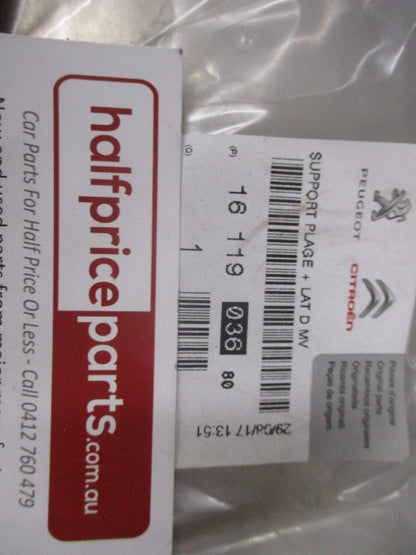 halfpriceparts.com.au
Car Parts For Half Price Or Less - Call 0412 760 479
PEUGEOT
CITROËN
Pièces d'origine
Original parts
Recambios originales
Originalteile
Ricambi originali
Peças de origem
SUPPORT PLAGE + LAT D MV
(P)
16 119 036 80
(Q)
1
29/08/17 13:51